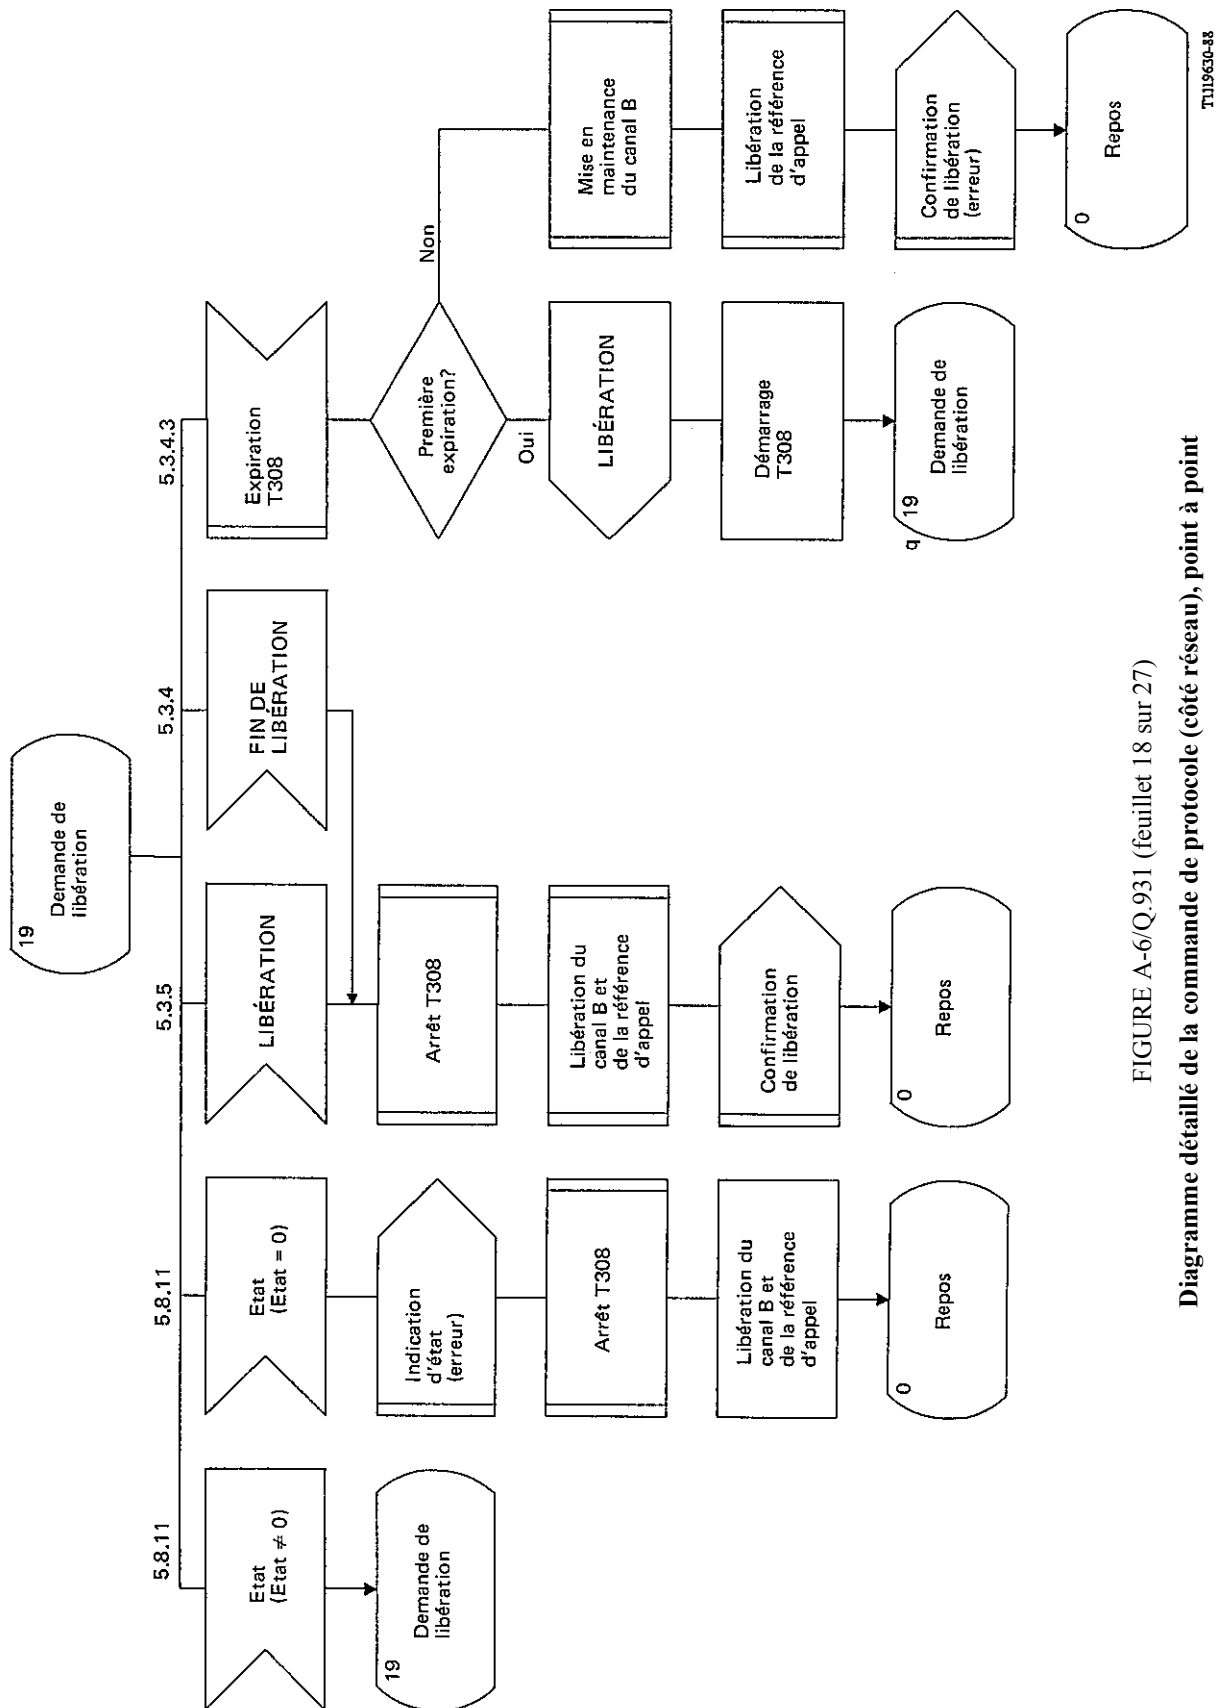 19
Demande de
libération
5.8.11
5.8.11
5.3.5
5.3.4
5.3.4.3
Etat
(Etat ≠ 0)
19
Demande de
libération
Etat
(Etat = 0)
Indication
d'état
(erreur)
Arrêt T308
Libération du
canal B et
de la référence
d'appel
0
Repos
LIBÉRATION
Arrêt T308
Libération du
canal B et
de la référence
d'appel
Confirmation
de libération
0
Repos
FIN DE
LIBÉRATION
Expiration
T308
Première
expiration?
Oui
Non
LIBÉRATION
Démarrage
T308
q
19
Demande de
libération
Mise en
maintenance
du canal B
Libération
de la référence
d'appel
Confirmation
de libération
(erreur)
0
Repos
T1119630-88
FIGURE A-6/Q.931 (feuillet 18 sur 27)
Diagramme détaillé de la commande de protocole (côté réseau), point à point